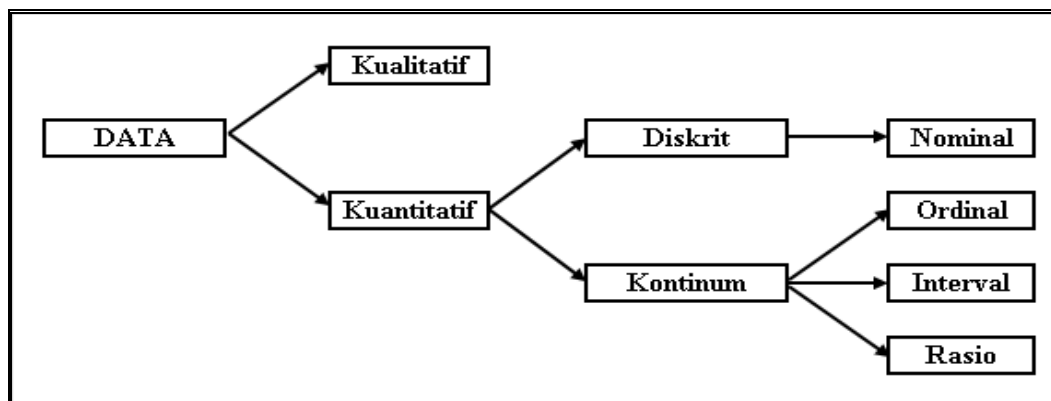 Kualitatif
DATA
Diskrit
Nominal
Kuantitatif
Ordinal
Kontinum
Interval
Rasio